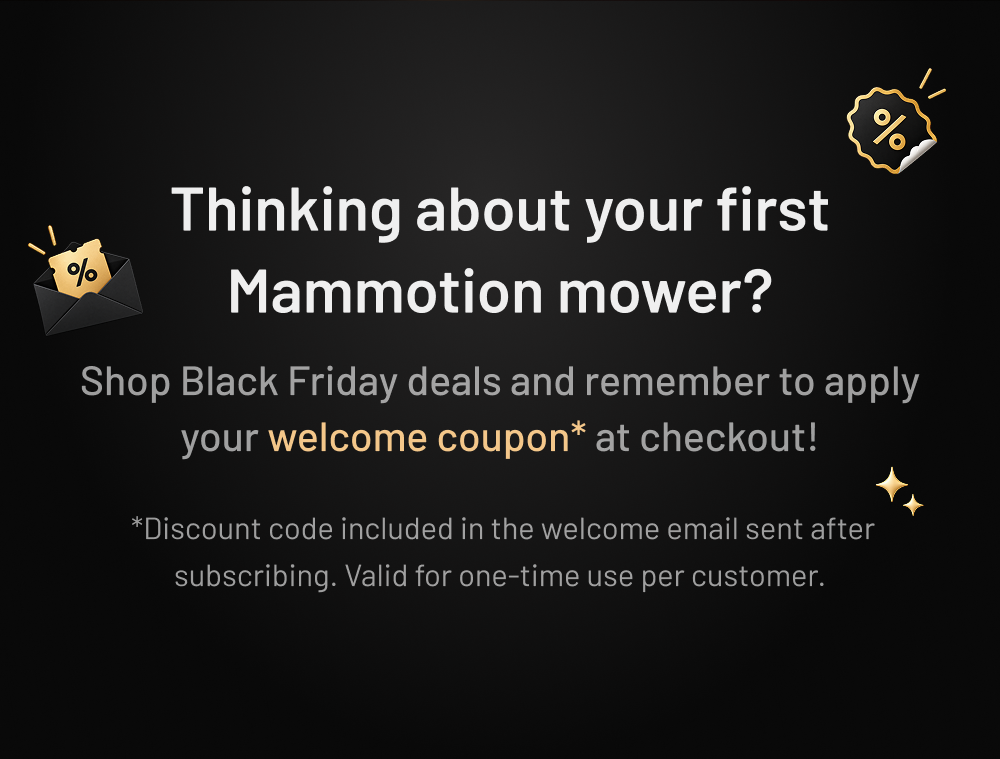 Thinking about your first
Mammotion mower?
Shop Black Friday deals and remember to apply
your welcome coupon* at checkout!
*Discount code included in the welcome email sent after
subscribing. Valid for one-time use per customer.
%
%